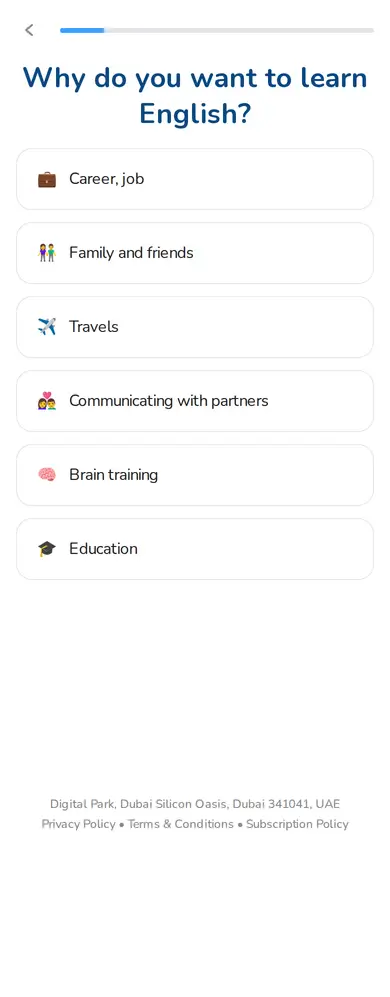 Why do you want to learn
English?
Career, job
Family and friends
Travels
Communicating with partners
Brain training
Education
Digital Park, Dubai Silicon Oasis, Dubai 341041, UAE
Privacy Policy • Terms & Conditions • Subscription Policy